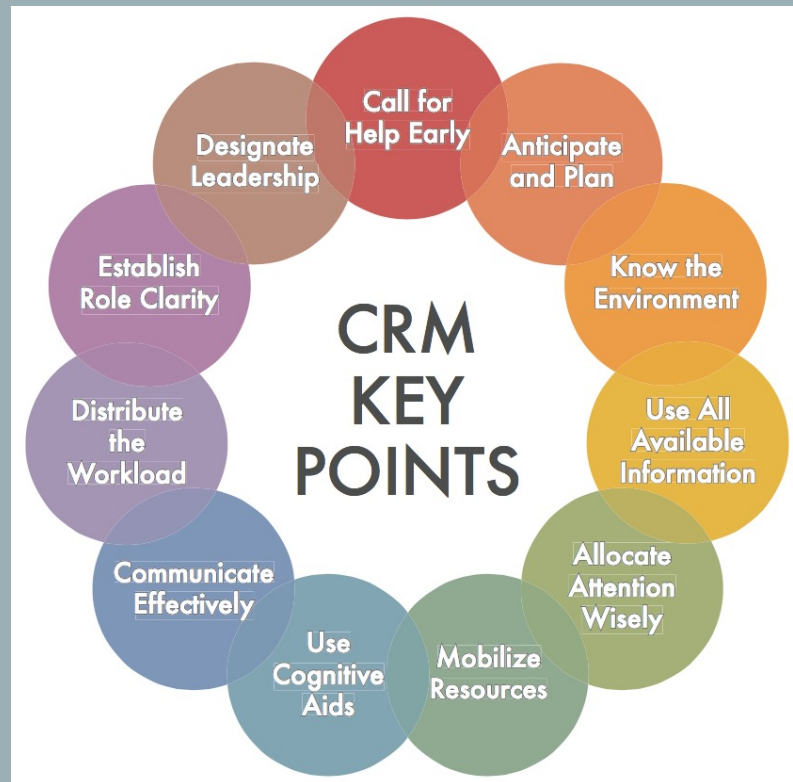 Call for
Help Early
Anticipate
and Plan
Know the
Environment
Use All
Available
Information
Allocate
Attention
Wisely
Mobilize
Resources
Use
Cognitive
Aids
Communicate
Effectively
Distribute
the
Workload
Establish
Role Clarity
Designate
Leadership
CRM
KEY
POINTS